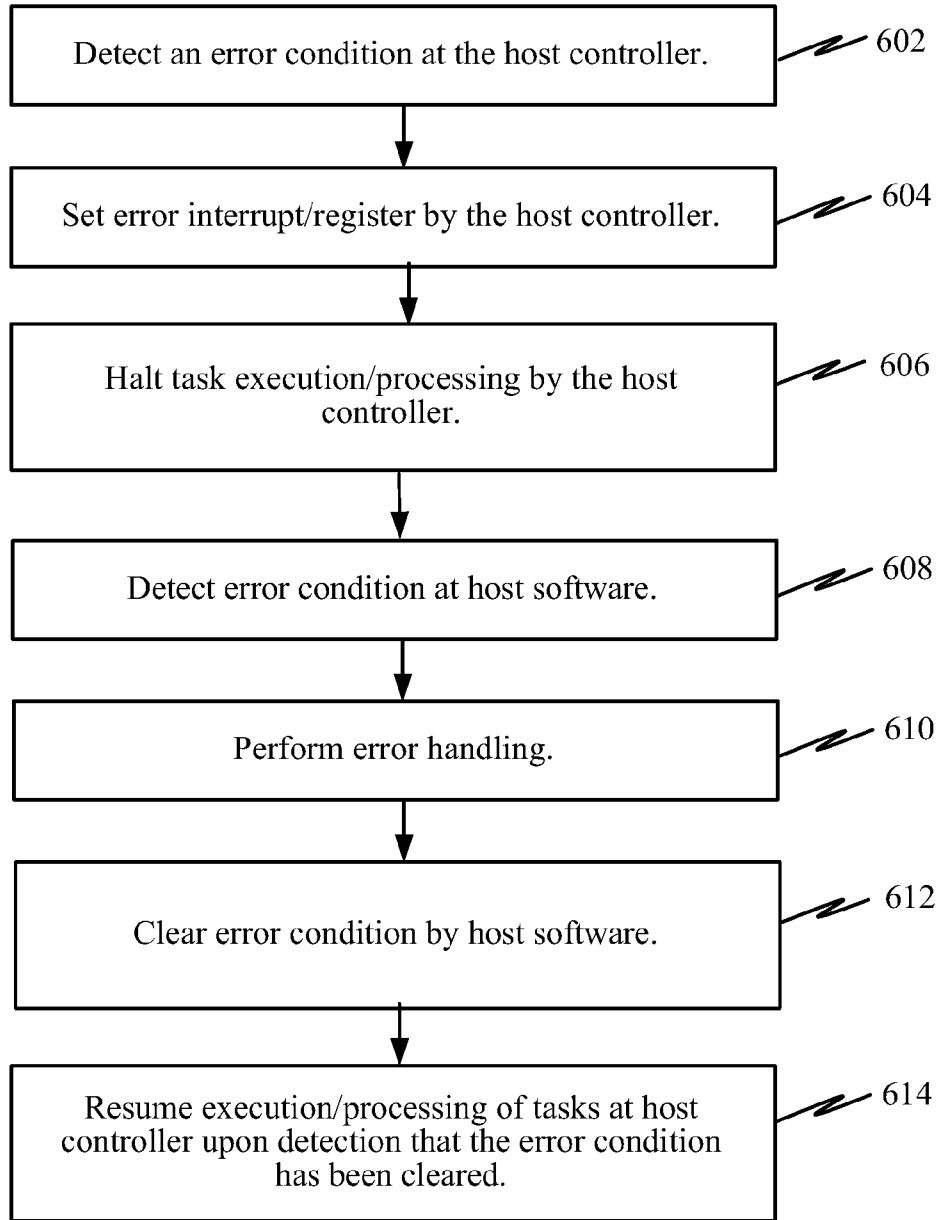 Detect an error condition at the host controller.
602
Set error interrupt/register by the host controller.
604
Halt task execution/processing by the host
controller.
606
Detect error condition at host software.
608
Perform error handling.
610
Clear error condition by host software.
612
Resume execution/processing of tasks at host
controller upon detection that the error condition
has been cleared.
614